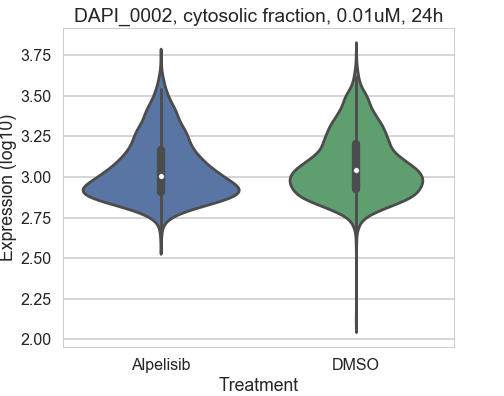 DAPI_0002, cytosolic fraction, 0.01uM, 24h
Expression (log10)
3.75
3.50
3.25
3.00
2.75
2.50
2.25
2.00
Alpelisib DMSO
Treatment